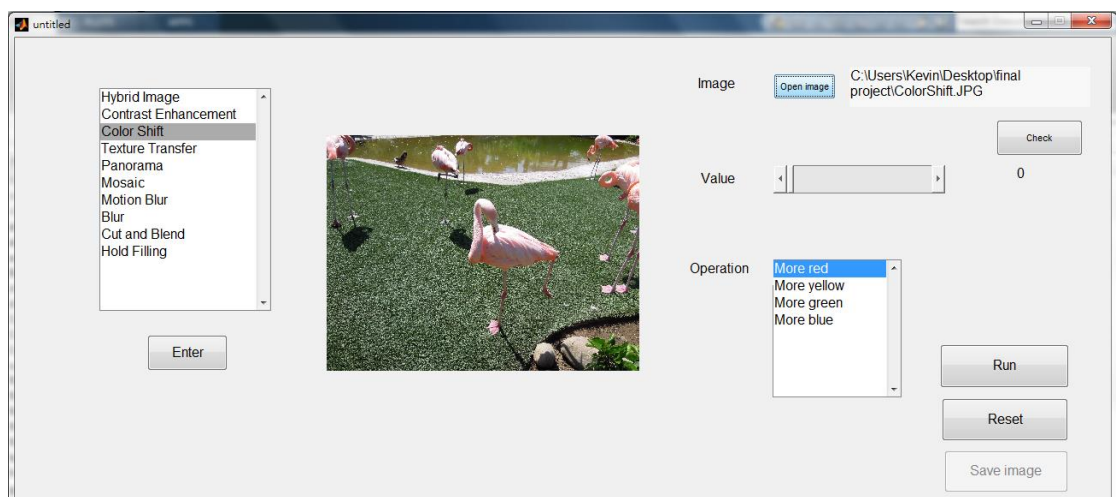 untitled
Hybrid Image
Contrast Enhancement
Color Shift
Texture Transfer
Panorama
Mosaic
Motion Blur
Blur
Cut and Blend
Hold Filling
Enter
Image
Open image
C:\Users\Kevin\Desktop\final
project\ColorShift.JPG
Check
Value
0
Operation
More red
More yellow
More green
More blue
Run
Reset
Save image